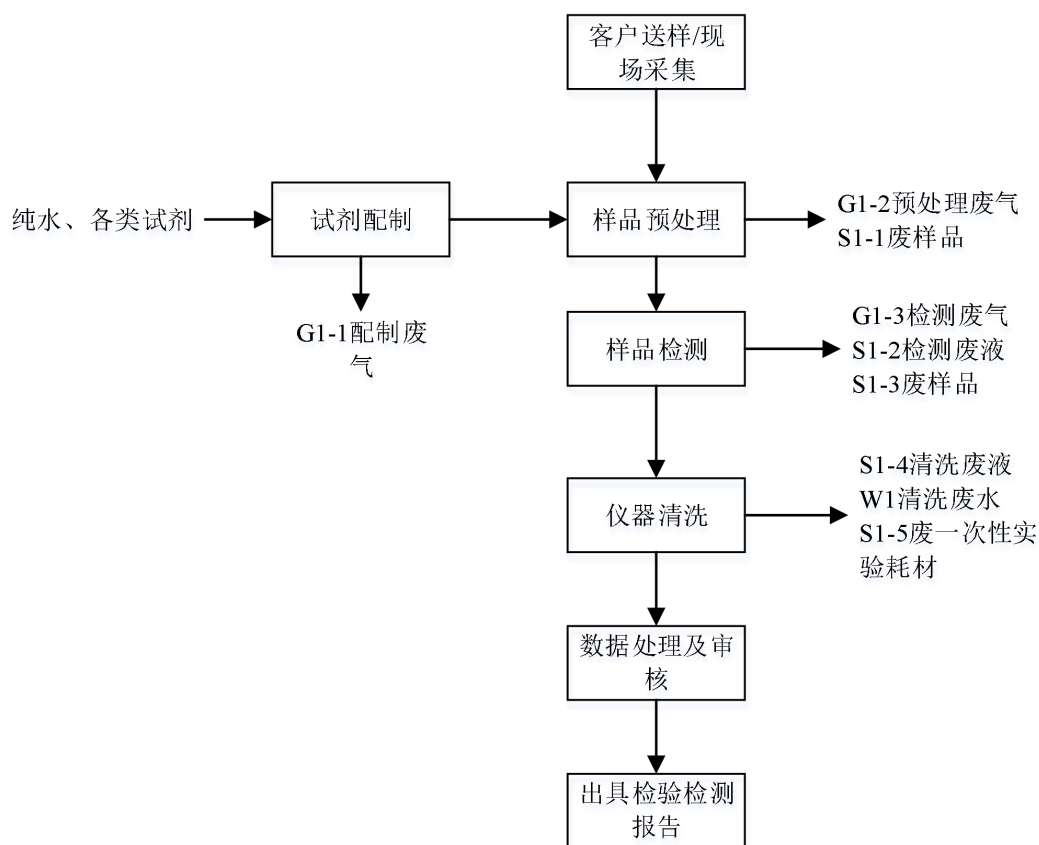 客户送样/现
场采集
纯水、各类试剂
试剂配制
样品预处理
G1-2预处理废气
S1-1废样品
G1-1配制废
气
样品检测
G1-3检测废气
S1-2检测废液
S1-3废样品
仪器清洗
S1-4清洗废液
W1清洗废水
S1-5废一次性实
验耗材
数据处理及审
核
出具检验检测
报告